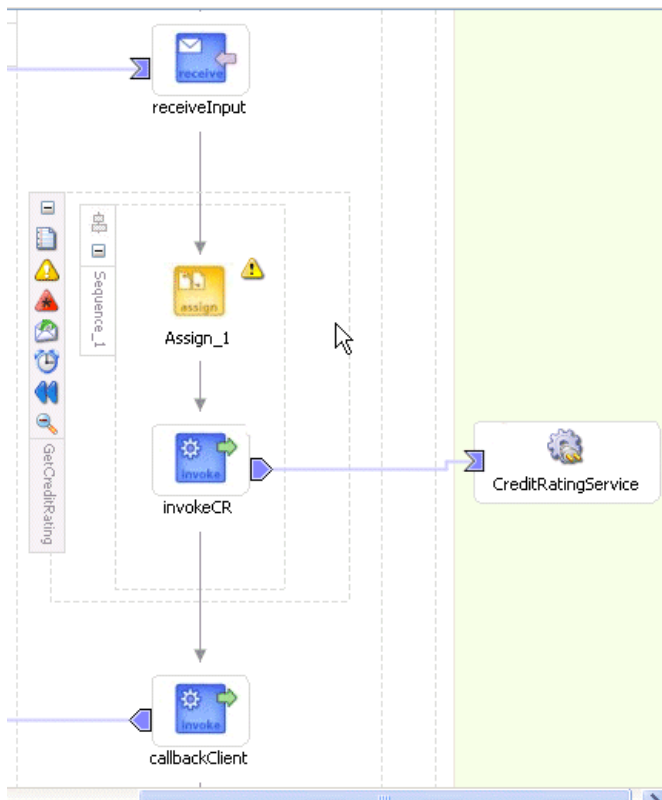 receive
receiveInput
Sequence_1
assign
Assign_1
GetCreditRating
invoke
invokeCR
CreditRatingService
invoke
callbackClient